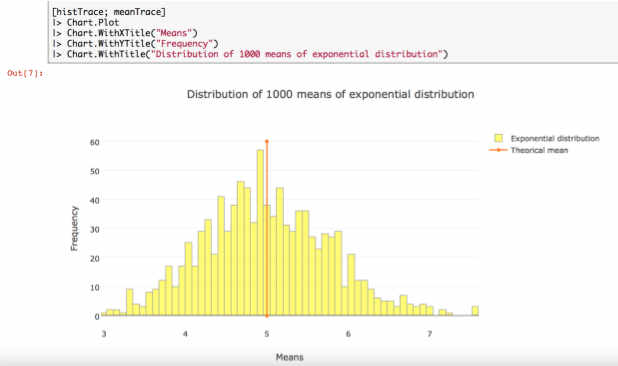 [histTrace; meanTrace]
|> Chart.Plot
|> Chart.WithXTitle("Means")
|> Chart.WithYTitle("Frequency")
|> Chart.WithTitle("Distribution of 1000 means of exponential distribution")
Out[7]:
Distribution of 1000 means of exponential distribution
Exponential distribution
Theorical mean
Frequency
60
50
40
30
20
10
0
3 4 5 6 7
Means